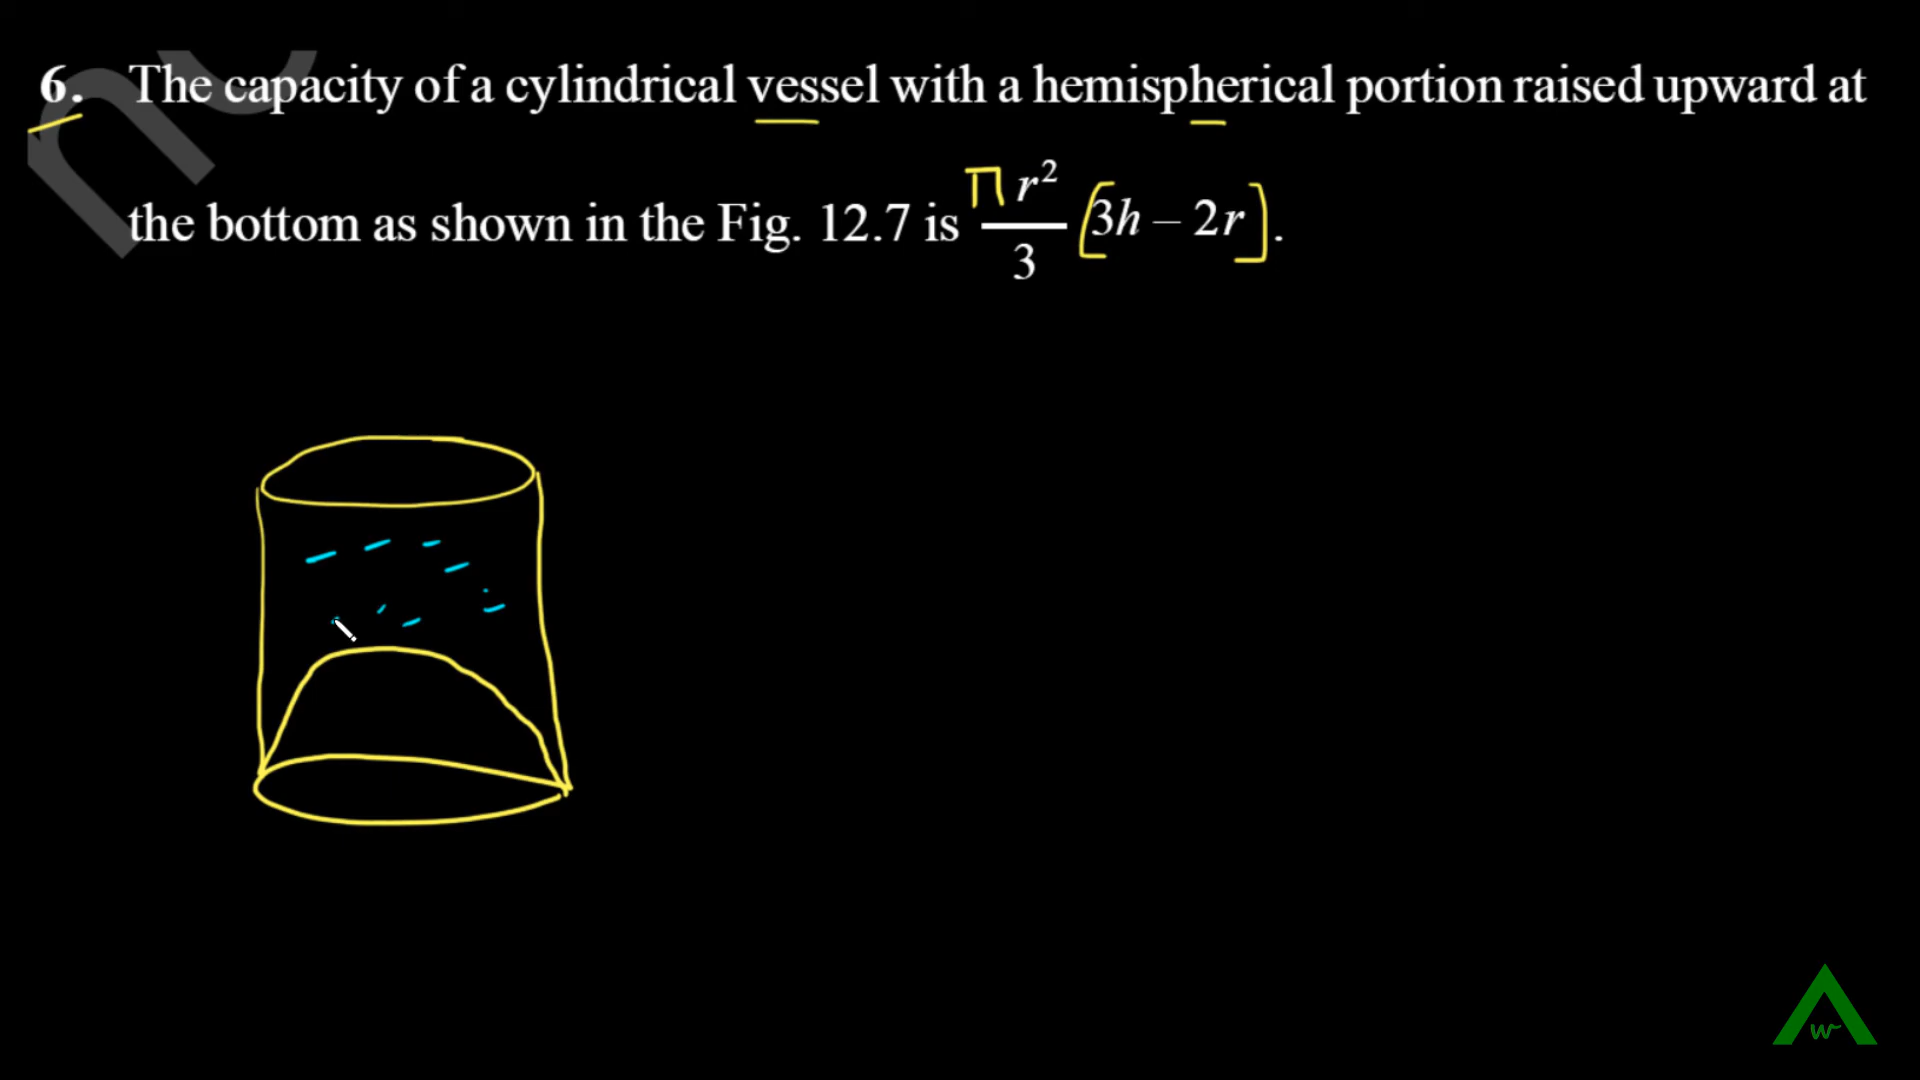 6. The capacity of a cylindrical vessel with a hemispherical portion raised upward at
the bottom as shown in the Fig. 12.7 is πr²/3 [3h – 2r].
w